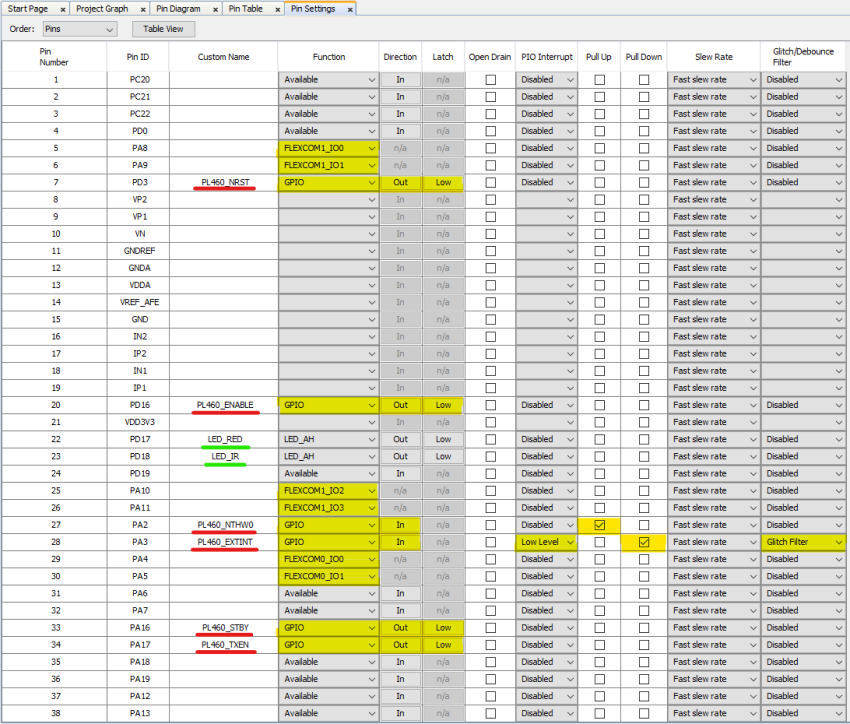 Start Page x Project Graph x Pin Diagram x Pin Table x Pin Settings x
Order: Pins Table View
Pin Number Pin ID Custom Name Function Direction Latch Open Drain PIO Interrupt Pull Up Pull Down Slew Rate Glitch/Debounce Filter
1 PC20 Available In n/a Disabled Fast slew rate Disabled
2 PC21 Available In n/a Disabled Fast slew rate Disabled
3 PC22 Available In n/a Disabled Fast slew rate Disabled
4 PD0 Available In n/a Disabled Fast slew rate Disabled
5 PA8 FLEXCOM1_IO0 n/a n/a Disabled Fast slew rate Disabled
6 PA9 FLEXCOM1_IO1 n/a n/a Disabled Fast slew rate Disabled
7 PD3 PL460_NRST GPIO Out Low Disabled Fast slew rate Disabled
8 VP2 In n/a Fast slew rate
9 VP1 In n/a Fast slew rate
10 VN In n/a Fast slew rate
11 GNDREF In n/a Fast slew rate
12 GNDA In n/a Fast slew rate
13 VDDA In n/a Fast slew rate
14 VREF_AFE In n/a Fast slew rate
15 GND In n/a Fast slew rate
16 IN2 In n/a Fast slew rate
17 IP2 In n/a Fast slew rate
18 IN1 In n/a Fast slew rate
19 IP1 In n/a Fast slew rate
20 PD16 PL460_ENABLE GPIO Out Low Disabled Fast slew rate Disabled
21 VDD3V3 In n/a Fast slew rate
22 PD17 LED_RED LED_AH Out Low Disabled Fast slew rate Disabled
23 PD18 LED_IR LED_AH Out Low Disabled Fast slew rate Disabled
24 PD19 Available In n/a Disabled Fast slew rate Disabled
25 PA10 FLEXCOM1_IO2 n/a n/a Disabled Fast slew rate Disabled
26 PA11 FLEXCOM1_IO3 n/a n/a Disabled Fast slew rate Disabled
27 PA2 PL460_NTHW0 GPIO In n/a Disabled Fast slew rate Disabled
28 PA3 PL460_EXTINT GPIO In n/a Low Level Fast slew rate Glitch Filter
29 PA4 FLEXCOM0_IO0 n/a n/a Disabled Fast slew rate Disabled
30 PA5 FLEXCOM0_IO1 n/a n/a Disabled Fast slew rate Disabled
31 PA6 Available In n/a Disabled Fast slew rate Disabled
32 PA7 Available In n/a Disabled Fast slew rate Disabled
33 PA16 PL460_STBY GPIO Out Low Disabled Fast slew rate Disabled
34 PA17 PL460_TXEN GPIO Out Low Disabled Fast slew rate Disabled
35 PA18 Available In n/a Disabled Fast slew rate Disabled
36 PA19 Available In n/a Disabled Fast slew rate Disabled
37 PA12 Available In n/a Disabled Fast slew rate Disabled
38 PA13 Available In n/a Disabled Fast slew rate Disabled